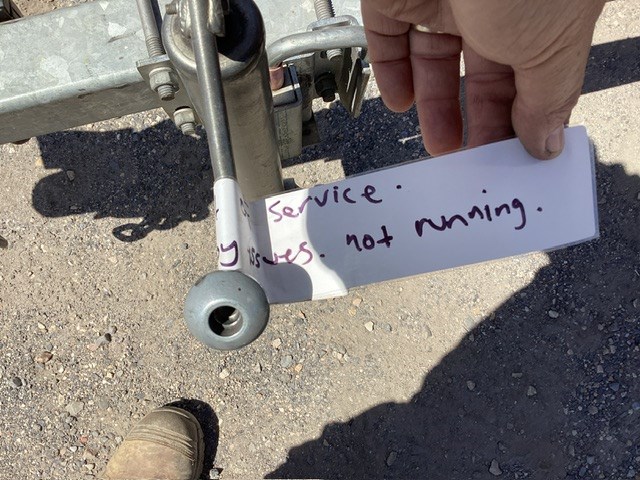 service.
issues. not running.